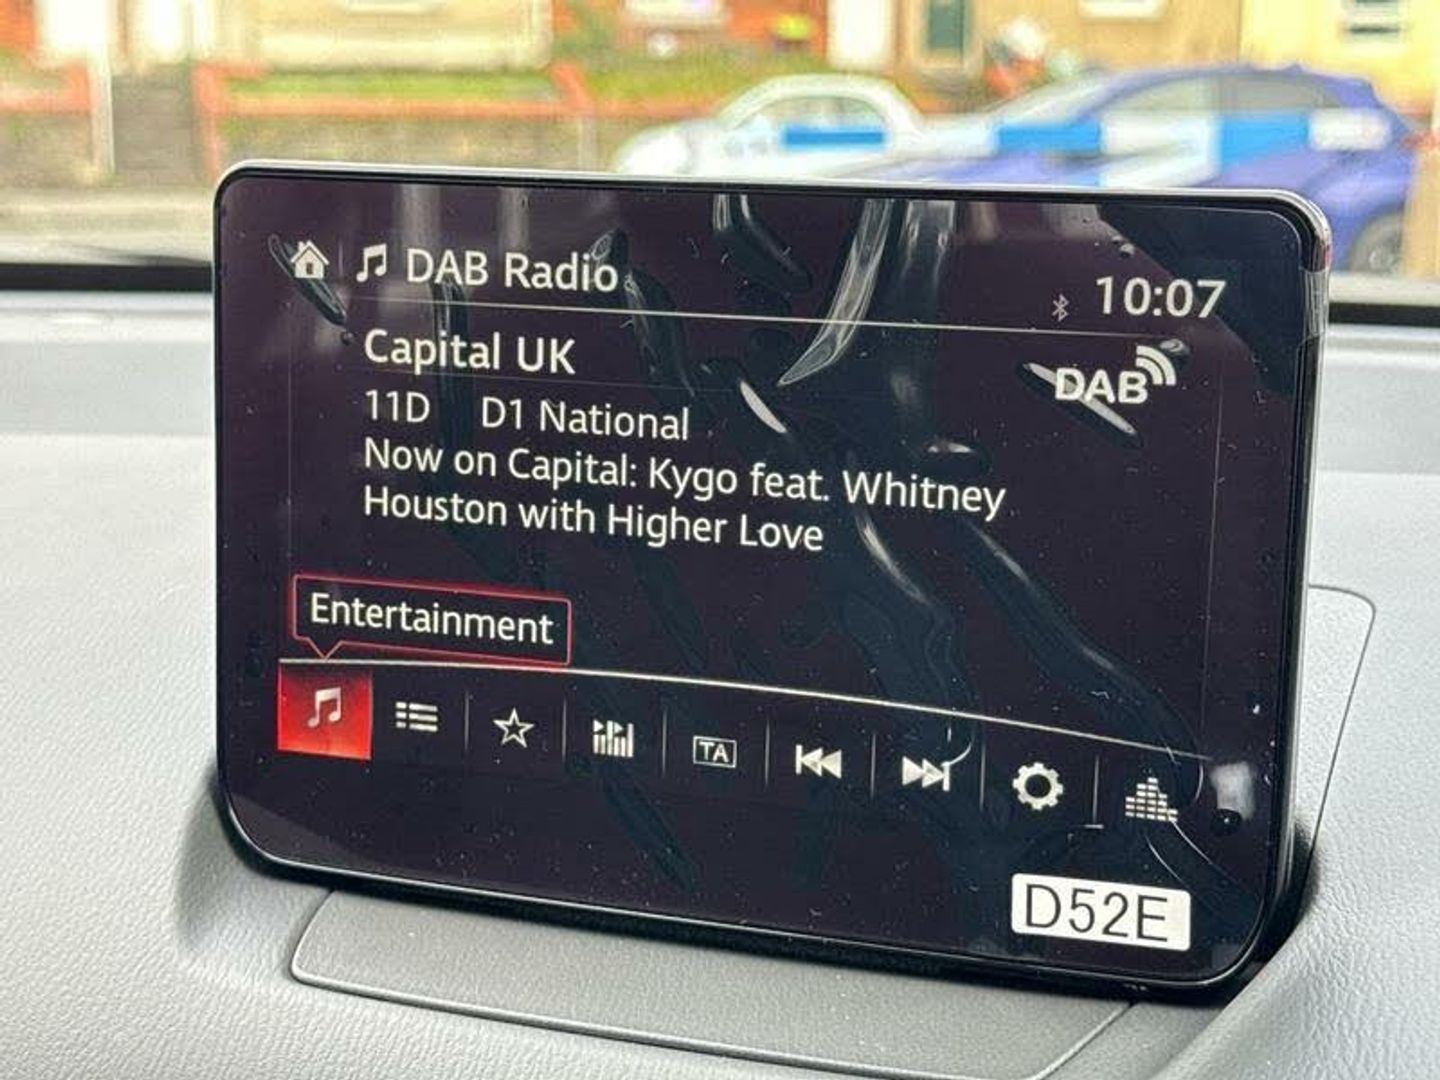 DAB Radio
10:07
Capital UK
DAB
11D D1 National
Now on Capital: Kygo feat. Whitney
Houston with Higher Love
Entertainment
TA
D52E